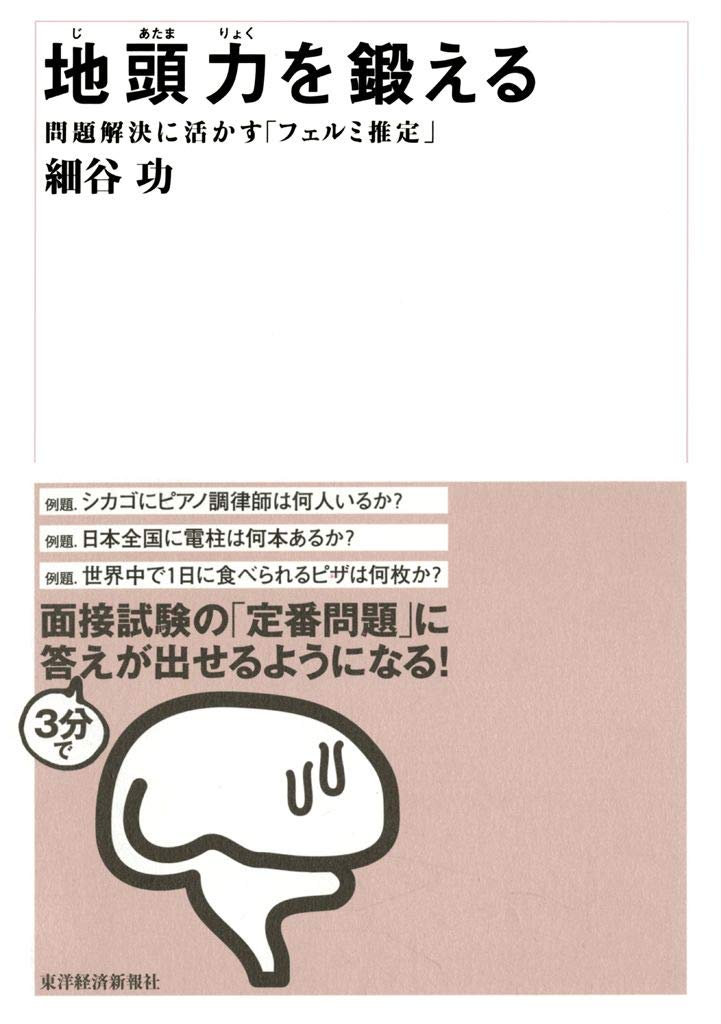 じ あたま りょく
地頭力を鍛える
問題解決に活かす「フェルミ推定」
細谷 功
例題. シカゴにピアノ調律師は何人いるか?
例題. 日本全国に電柱は何本あるか?
例題. 世界中で1日に食べられるピザは何枚か?
面接試験の「定番問題」に
答えが出せるようになる!
3分
で
東洋経済新報社